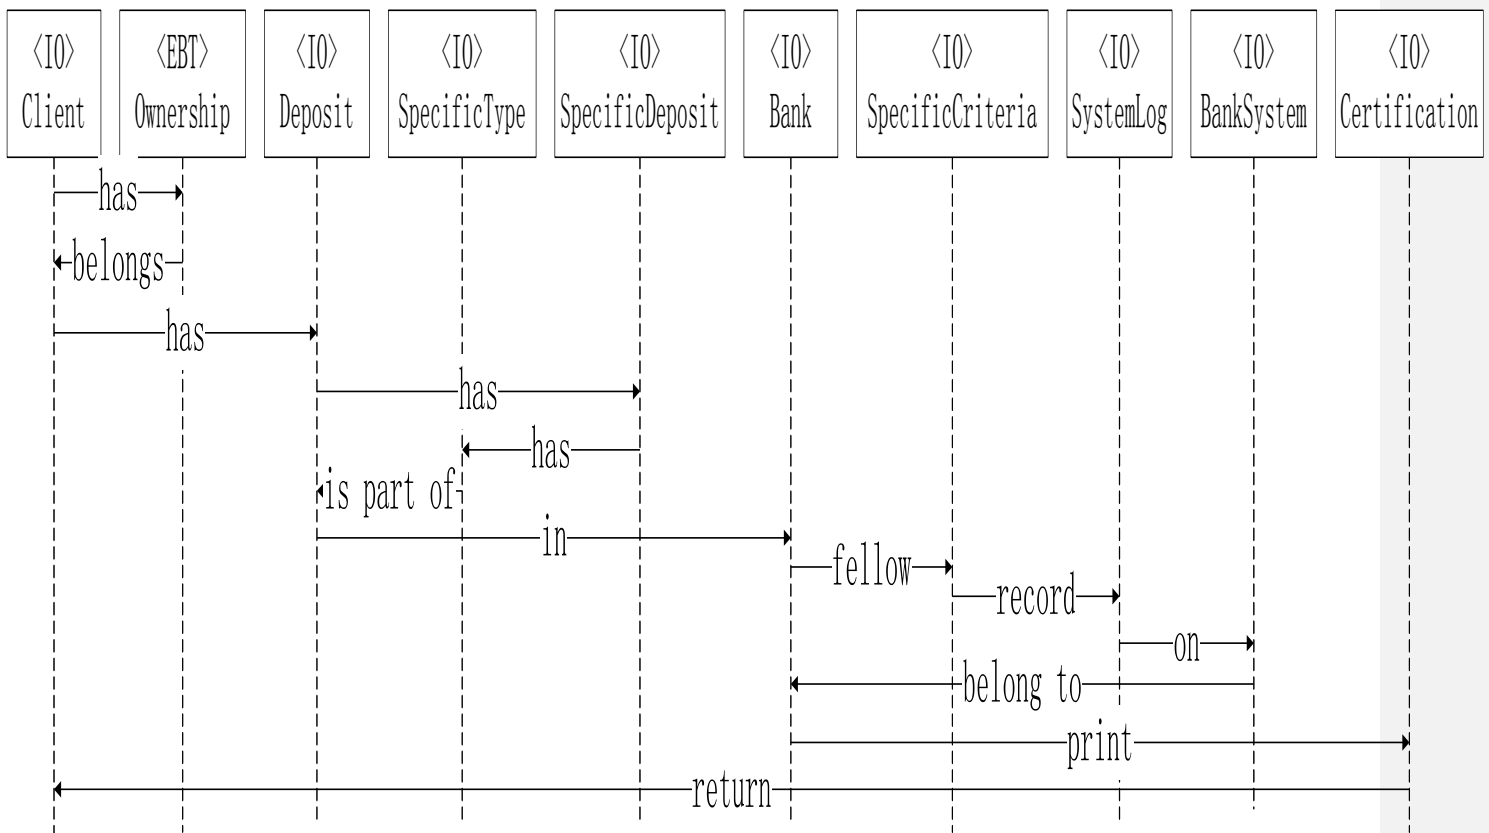 <IO> <EBT> <IO> <IO> <IO> <IO> <IO> <IO> <IO> <IO>
Client Ownership Deposit SpecificType SpecificDeposit Bank SpecificCriteria SystemLog BankSystem Certification
has
belongs
has
has
has
is part of
in
fellow
record
on
belong to
print
return